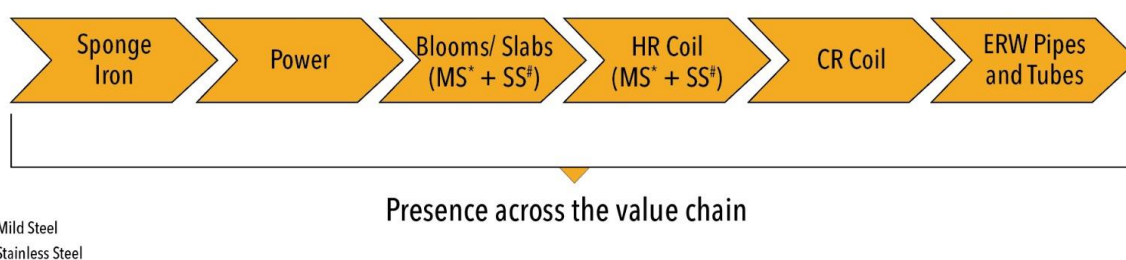 Sponge
Iron
Power
Blooms/ Slabs
(MS* + SS#)
HR Coil
(MS* + SS#)
CR Coil
ERW Pipes
and Tubes
Presence across the value chain
Mild Steel
Stainless Steel